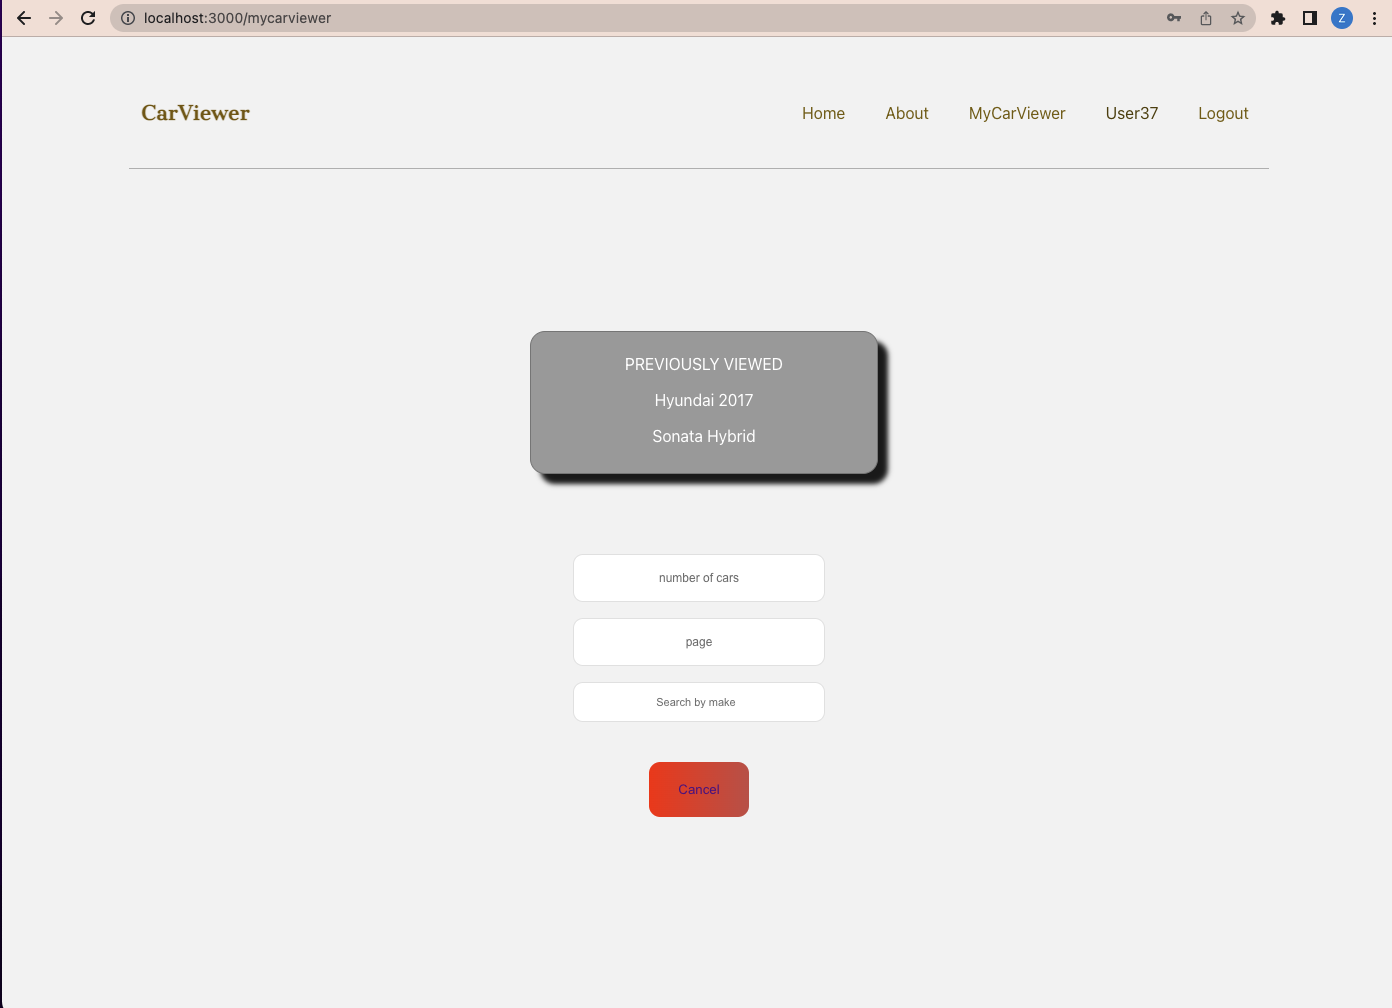 localhost:3000/mycarviewer
Z
CarViewer
Home About MyCarViewer User37 Logout
PREVIOUSLY VIEWED
Hyundai 2017
Sonata Hybrid
number of cars
page
Search by make
Cancel